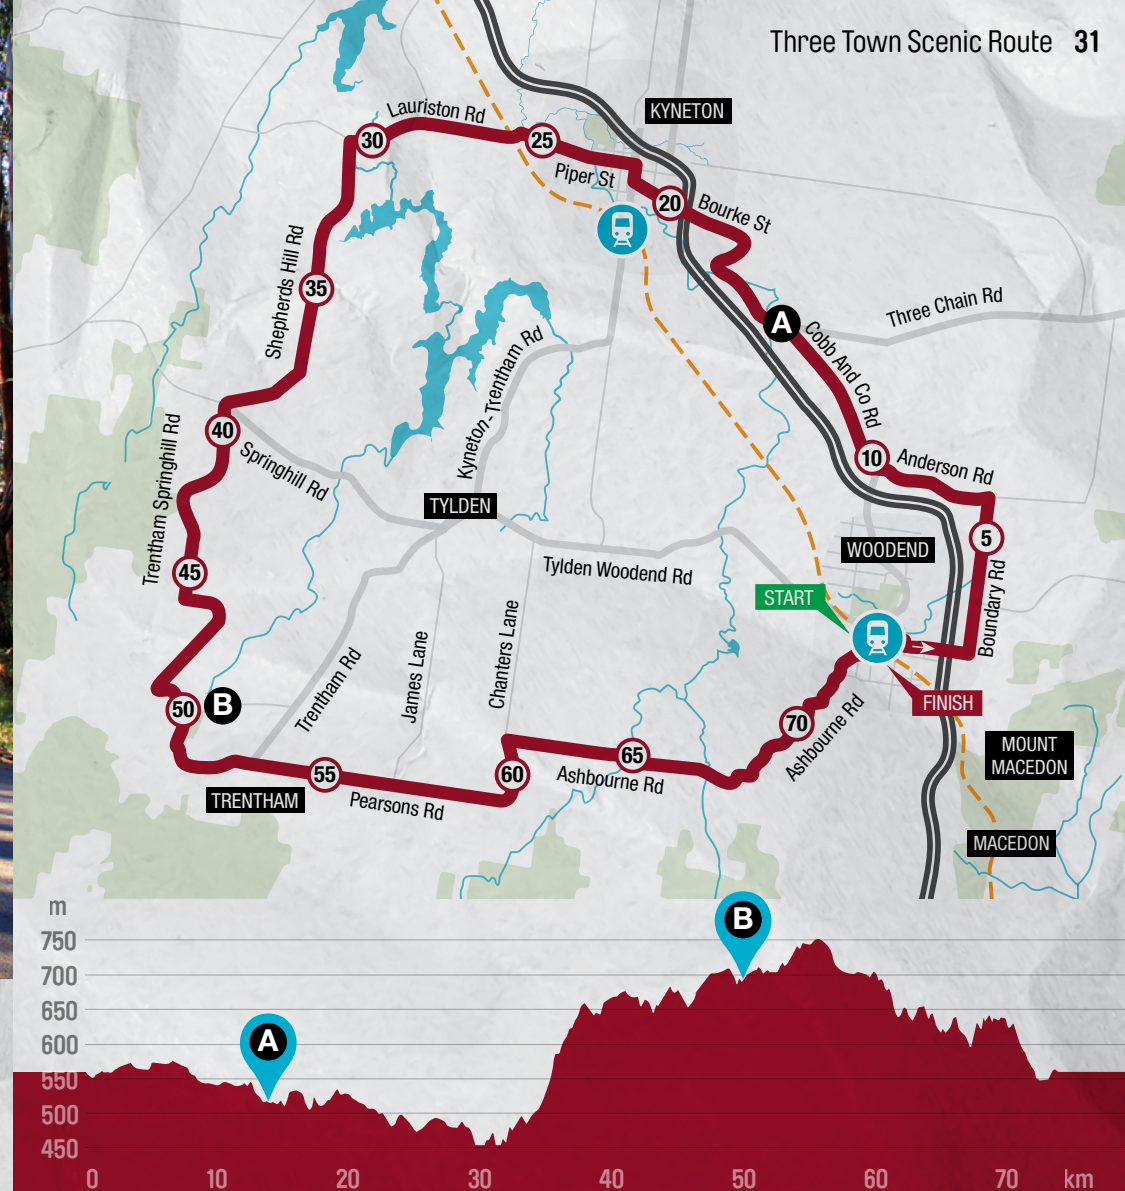 Three Town Scenic Route 31
KYNETON
Lauriston Rd
30
25
Piper St
20
Bourke St
Shepherds Hill Rd
35
A
Three Chain Rd
Cobb And Co Rd
Kyneton-Trentham Rd
40
Springhill Rd
Trentham Springhill Rd
10
Anderson Rd
TYLDEN
5
WOODEND
Tylden Woodend Rd
45
START
Boundary Rd
Chanters Lane
James Lane
Trentham Rd
50
B
FINISH
70
Ashbourne Rd
MOUNT
MACEDON
65
60
55
Ashbourne Rd
TRENTHAM
Pearsons Rd
MACEDON
m
750
700
650
600
550
500
450
A
B
0 10 20 30 40 50 60 70 km